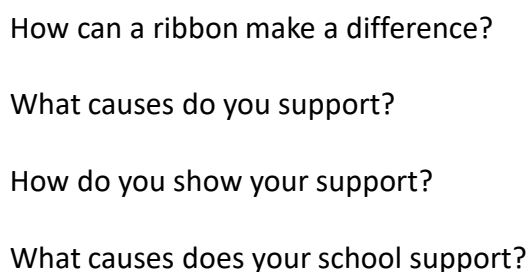 How can a ribbon make a difference?
What causes do you support?
How do you show your support?
What causes does your school support?